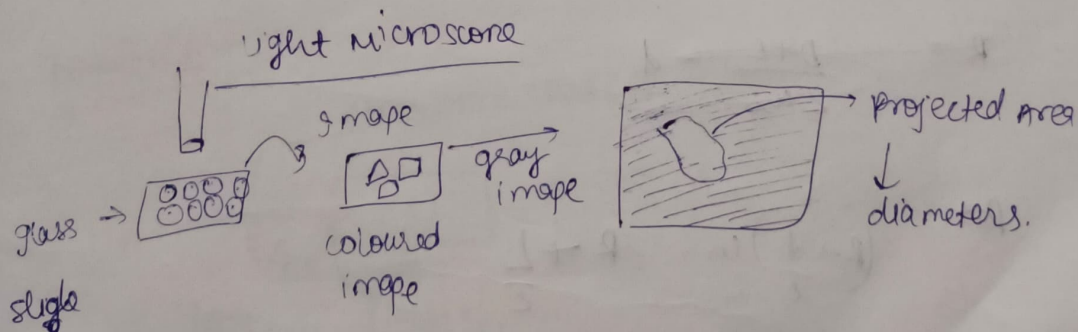 Light Microscope
image
glass
slide
coloured
image
gray
image
Projected Area
diameters.